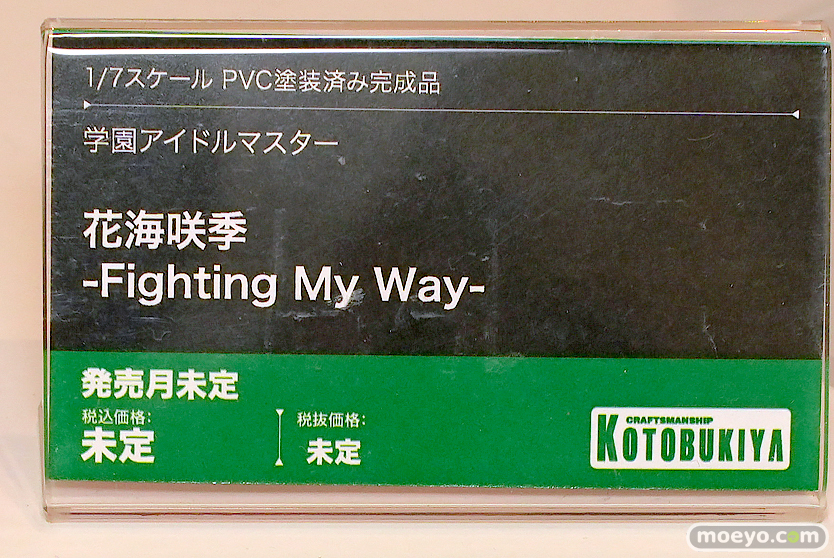 1/7スケール PVC塗装済み完成品
学園アイドルマスター
花海咲季
-Fighting My Way-
発売月未定
税込価格:
未定
税抜価格:
未定
CRAFTSMANSHIP
KOTOBUKIYA
moeyo.com